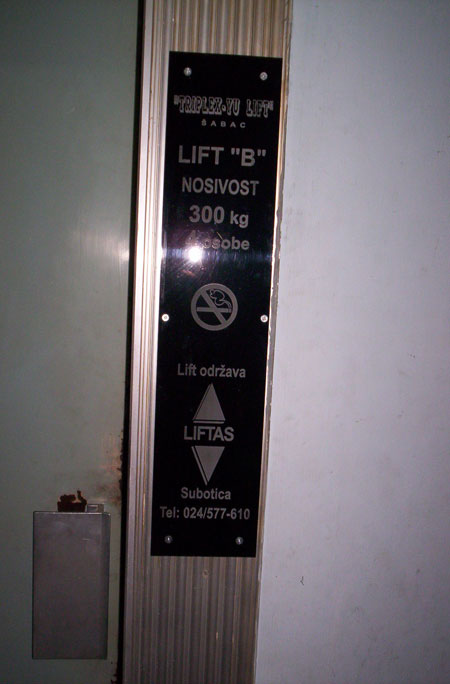 "TRIPLEX-YU LIFT"
ŠABAC
LIFT "B"
NOSIVOST
300 kg
osobe
Lift održava
LIFTAS
Subotica
Tel: 024/577-610